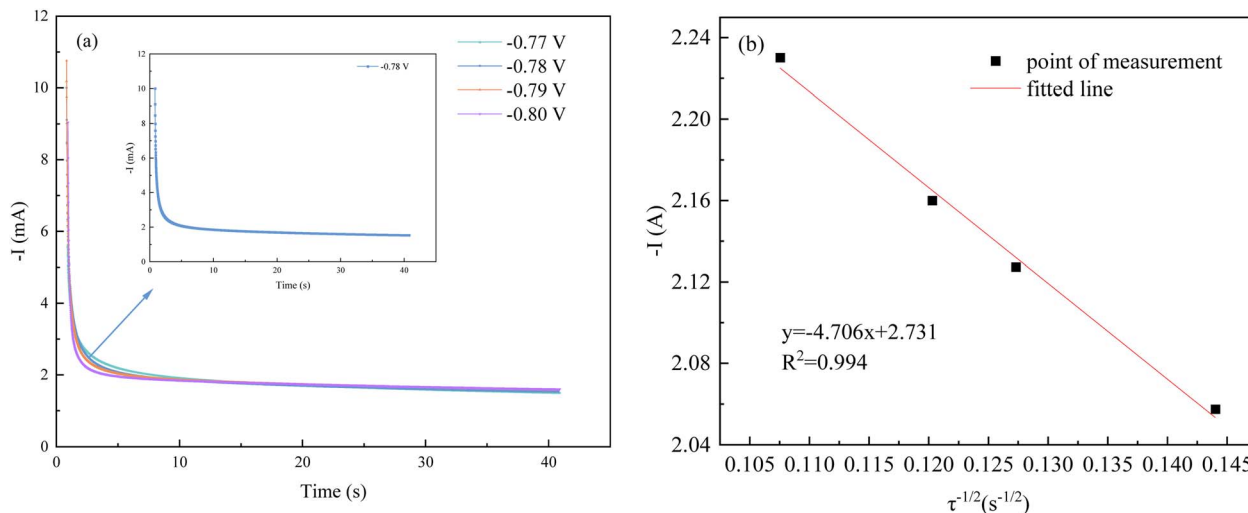 (a)
-0.77 V
-0.78 V
-0.79 V
-0.80 V
12
10
8
6
4
2
0
-I (mA)
0
10
20
30
40
Time (s)
-0.78 V
12
10
8
6
4
2
0
-I (mA)
0
10
20
30
40
Time (s)
(b)
point of measurement
fitted line
2.24
2.20
2.16
2.12
2.08
2.04
-I (A)
y=-4.706x+2.731
R²=0.994
0.105 0.110 0.115 0.120 0.125 0.130 0.135 0.140 0.145
τ^-1/2(s^-1/2)